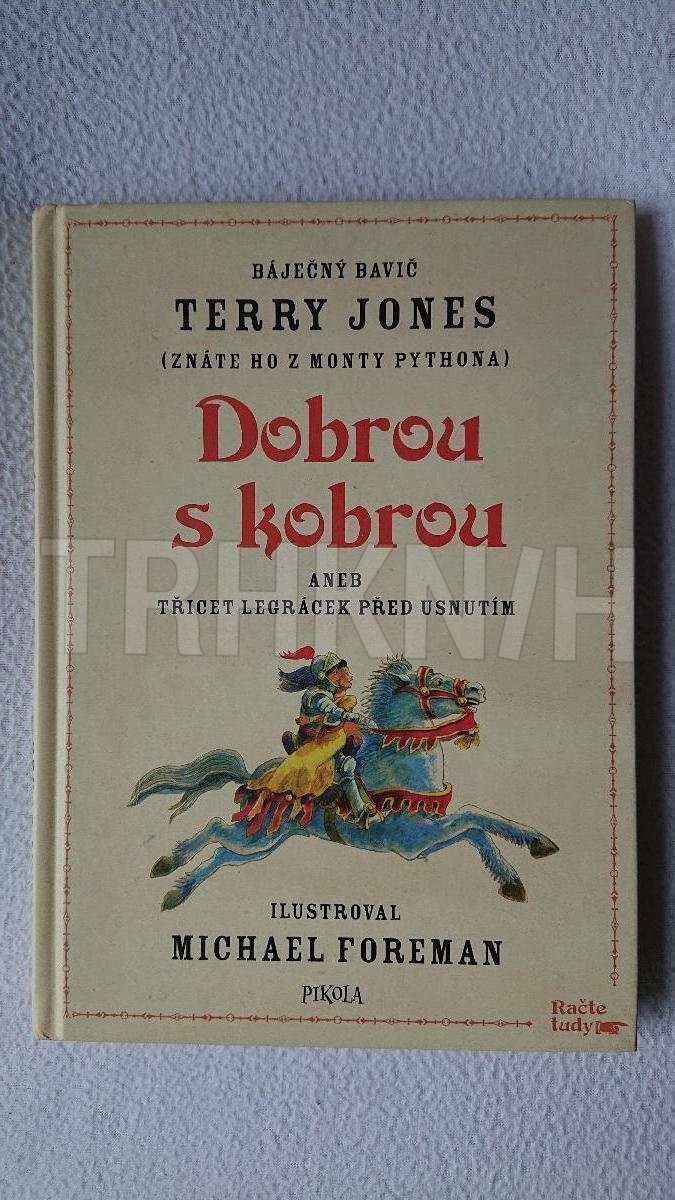 BÁJEČNÝ BAVIČ
TERRY JONES
(ZNÁTE HO Z MONTY PYTHONA)
Dobrou
s kobrou
TRHKNIH
ANEB
TŘICET LEGRÁCEK PŘED USNUTÍM
ILUSTROVAL
MICHAEL FOREMAN
PIKOLA
Račte
tudy